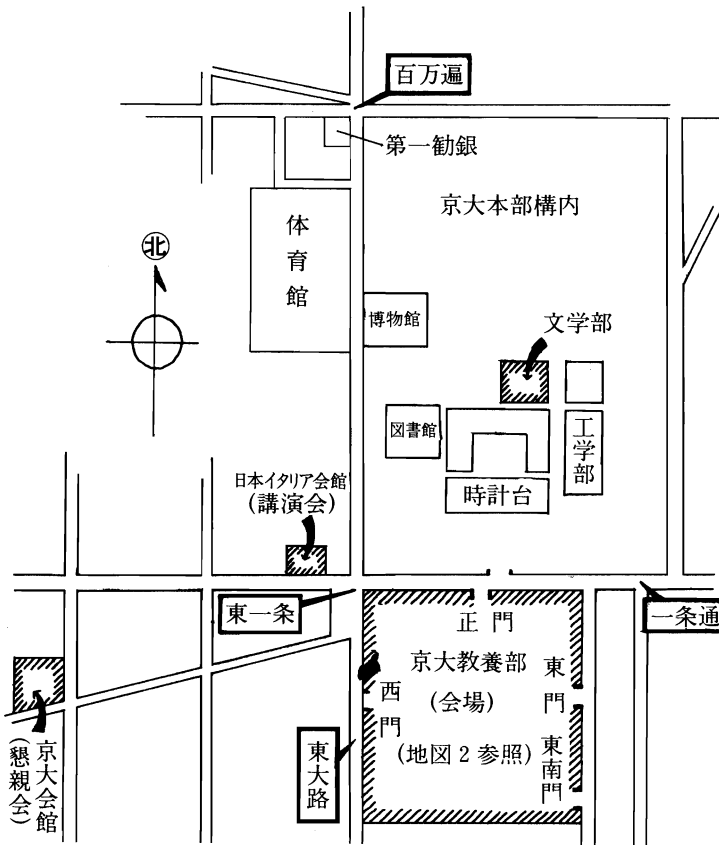 百万遍
第一勧銀
京大本部構内
体育館
北
博物館
文学部
図書館
工学部
時計台
日本イタリア会館
(講演会)
東一条
一条通
正門
京大教養部
(会場)
(地図2参照)
西門
東門
東南門
東大路
京大会館
(懇親会)